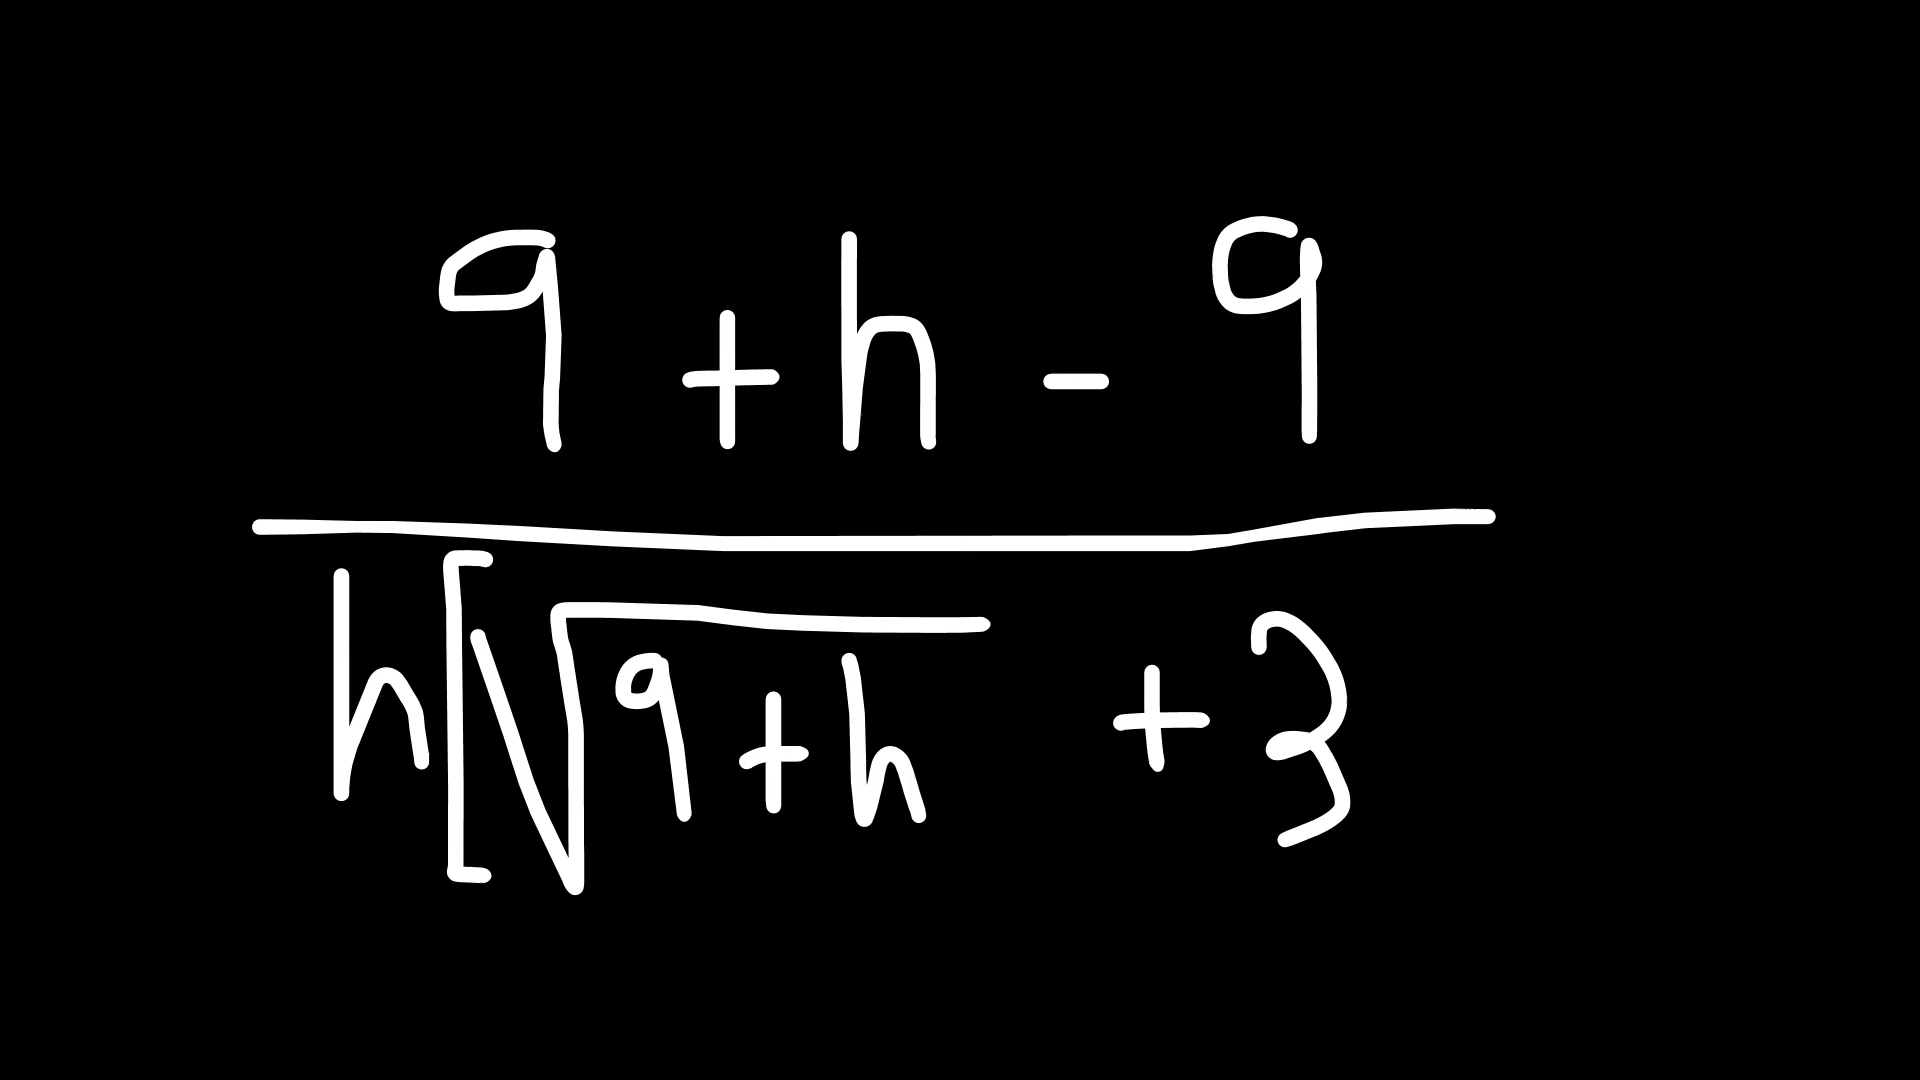 9 + h - 9
h[√9+h + 3